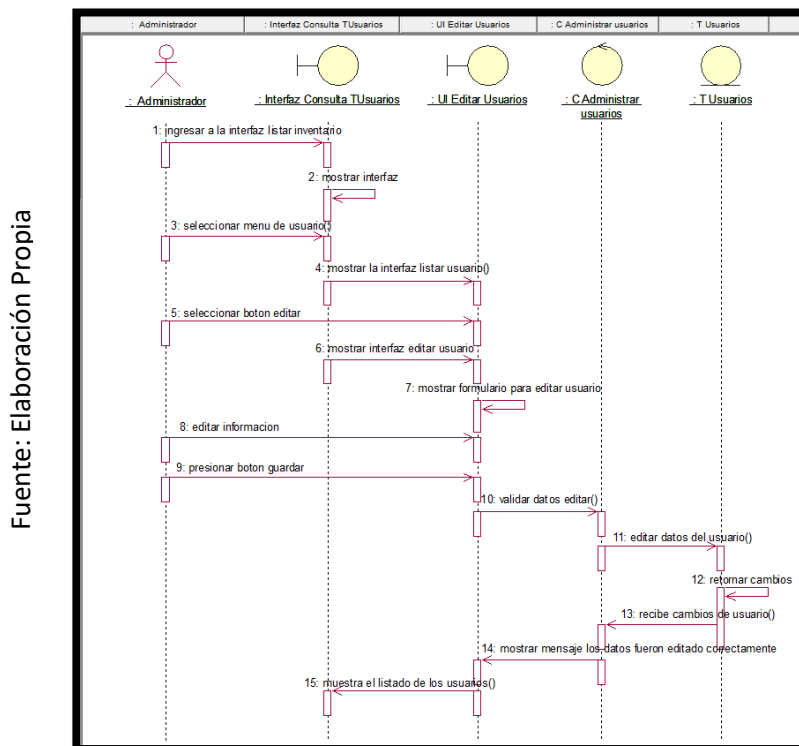 : Administrador
: Interfaz Consulta TUsuarios
: UI Editar Usuarios
: C Administrar usuarios
: T Usuarios
: Administrador
: Interfaz Consulta TUsuarios
: UI Editar Usuarios
: C Administrar
usuarios
: T Usuarios
1: ingresar a la interfaz listar inventario
2: mostrar interfaz
3: seleccionar menu de usuario()
4: mostrar la interfaz listar usuario()
5: seleccionar boton editar
6: mostrar interfaz editar usuario
7: mostrar formulario para editar usuario
8: editar informacion
9: presionar boton guardar
10: validar datos editar()
11: editar datos del usuario()
12: retornar cambios
13: recibe cambios de usuario()
14: mostrar mensaje los datos fueron editado correctamente
15: muestra el listado de los usuarios()
Fuente: Elaboración Propia